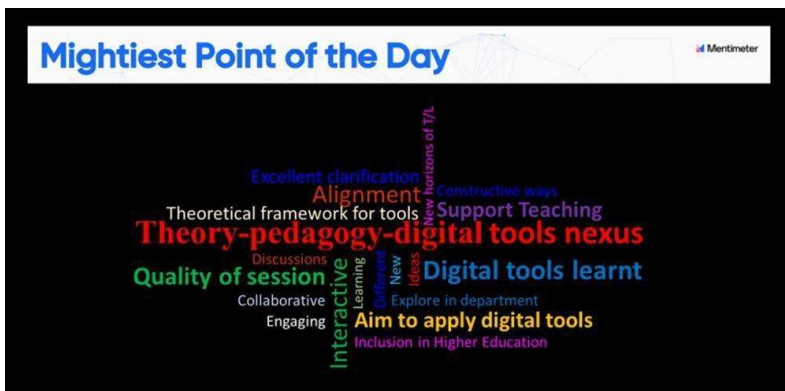 Mightiest Point of the Day
Mentimeter
New horizons of T/L
Excellent clarification
Alignment
Constructive ways
Theoretical framework for tools
Support Teaching
Theory-pedagogy-digital tools nexus
Discussions
Quality of session
Interactive
Learning
Different
New
Ideas
Digital tools learnt
Collaborative
Explore in department
Engaging
Aim to apply digital tools
Inclusion in Higher Education